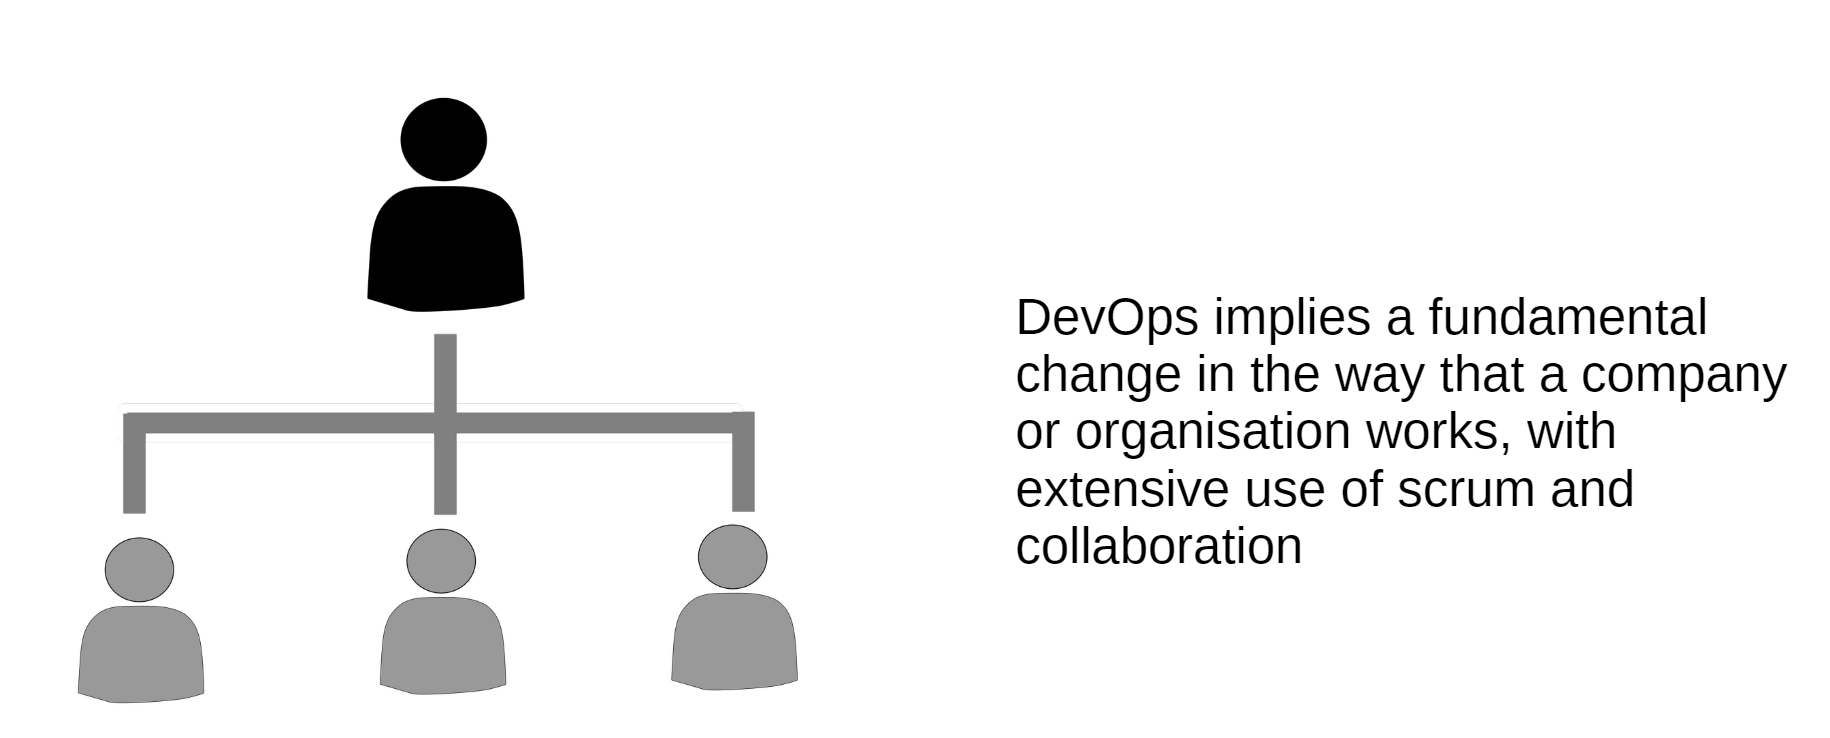 DevOps implies a fundamental
change in the way that a company
or organisation works, with
extensive use of scrum and
collaboration